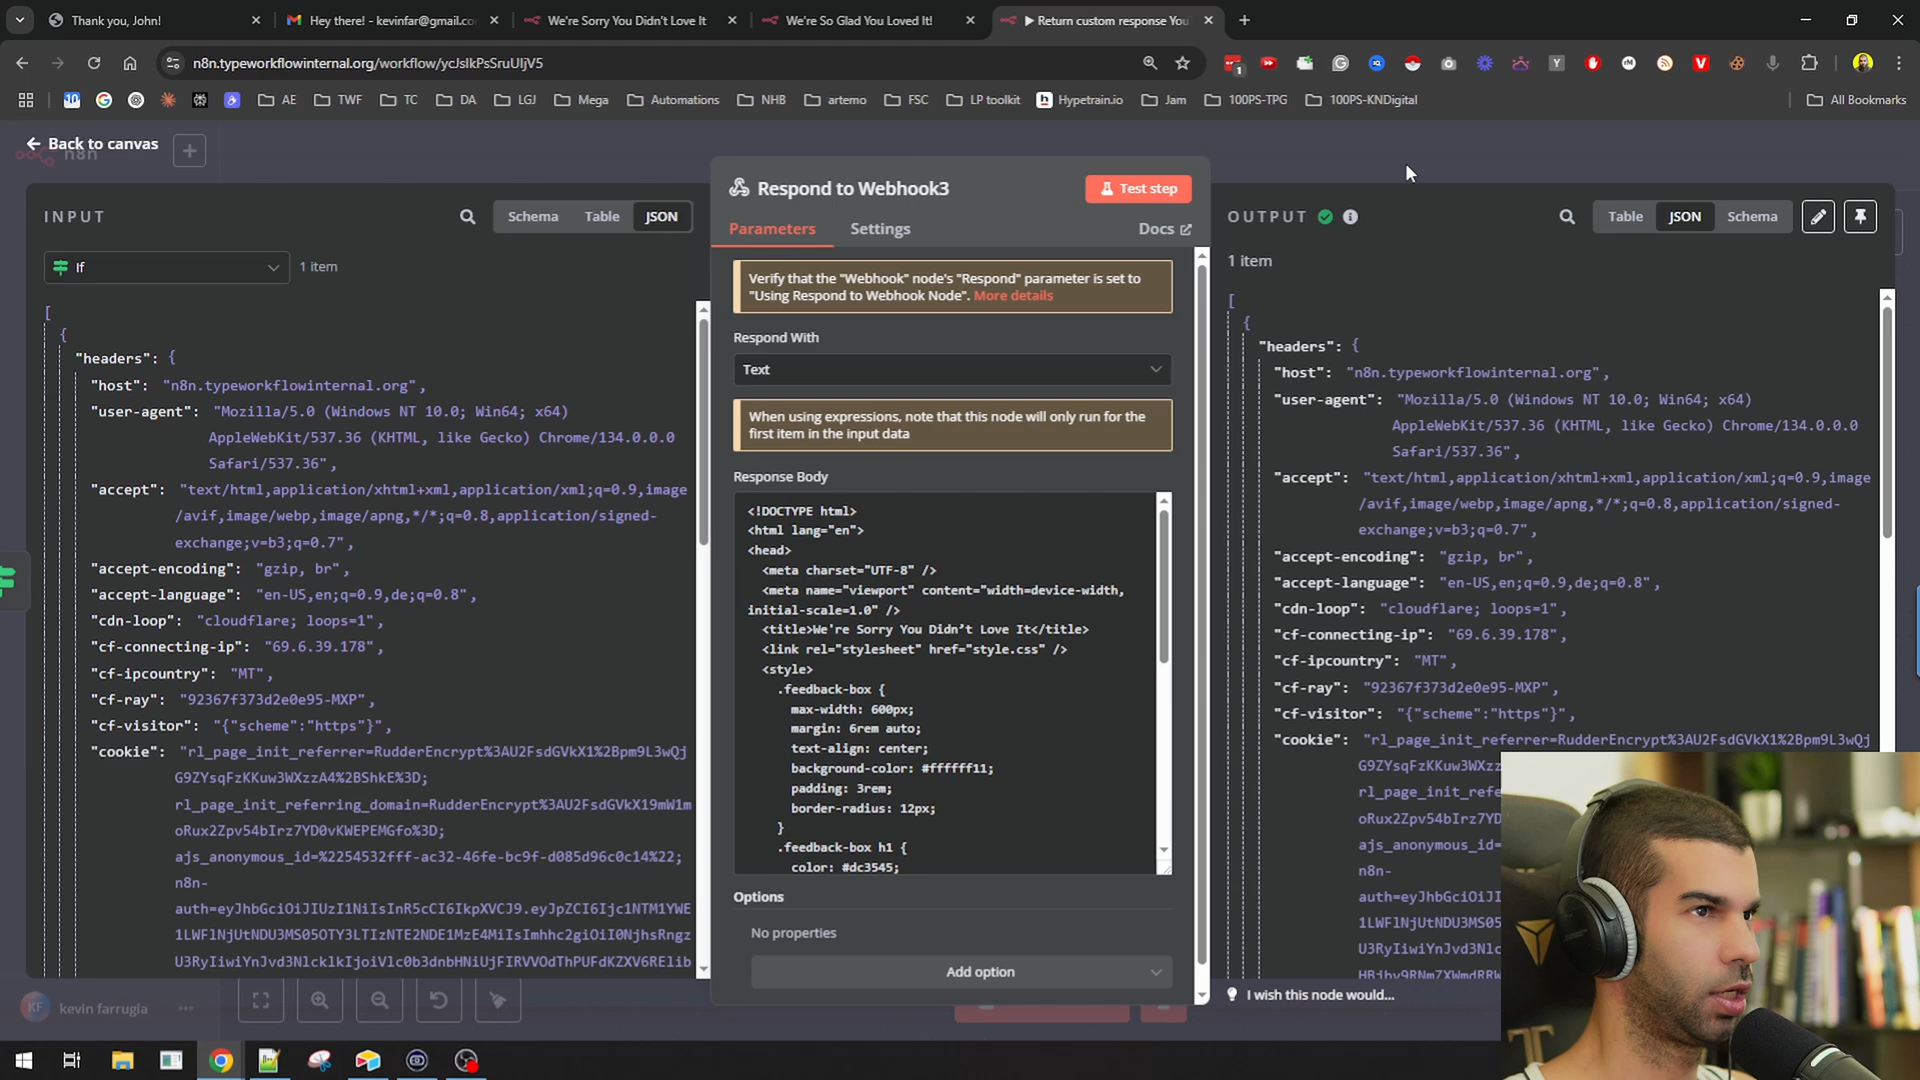 Thank you, John!
Hey there! - kevinfar@gmail.co
We're Sorry You Didn't Love It
We're So Glad You Loved It!
▶ Return custom response You
n8n.typeworkflowinternal.org/workflow/ycJslkPsSruUljV5
AE
TWF
TC
DA
LGJ
Mega
Automations
NHB
artemo
FSC
LP toolkit
Hypetrain.io
Jam
100PS-TPG
100PS-KNDigital
All Bookmarks
Back to canvas
n8n
INPUT
Schema
Table
JSON
If
1 item
[
{
"headers": {
"host": "n8n.typeworkflowinternal.org",
"user-agent": "Mozilla/5.0 (Windows NT 10.0; Win64; x64)
AppleWebKit/537.36 (KHTML, like Gecko) Chrome/134.0.0.0
Safari/537.36",
"accept": "text/html,application/xhtml+xml,application/xml;q=0.9,image
/avif,image/webp,image/apng,*/*;q=0.8,application/signed-
exchange;v=b3;q=0.7",
"accept-encoding": "gzip, br",
"accept-language": "en-US,en;q=0.9,de;q=0.8",
"cdn-loop": "cloudflare; loops=1",
"cf-connecting-ip": "69.6.39.178",
"cf-ipcountry": "MT",
"cf-ray": "92367f373d2e0e95-MXP",
"cf-visitor": "{"scheme":"https"}",
"cookie": "rl_page_init_referrer=RudderEncrypt%3AU2FsdGVkX1%2Bpm9L3wQj
G9ZYsqFzKKuw3WXzzA4%2BShkE%3D;
rl_page_init_referring_domain=RudderEncrypt%3AU2FsdGVkX19mW1m
oRux2Zpv54bIrz7YD0vKWEPEMGfo%3D;
ajs_anonymous_id=%2254532fff-ac32-46fe-bc9f-d085d96c0c14%22;
n8n-
kevin farrugia
Respond to Webhook3
Test step
Parameters
Settings
Docs
Verify that the "Webhook" node's "Respond" parameter is set to
"Using Respond to Webhook Node". More details
Respond With
Text
When using expressions, note that this node will only run for the
first item in the input data
Response Body
<!DOCTYPE html>
<html lang="en">
<head>
<meta charset="UTF-8" />
<meta name="viewport" content="width=device-width,
initial-scale=1.0" />
<title>We're Sorry You Didn’t Love It</title>
<link rel="stylesheet" href="style.css" />
<style>
.feedback-box {
max-width: 600px;
margin: 6rem auto;
text-align: center;
background-color: #ffffff11;
padding: 3rem;
border-radius: 12px;
}
.feedback-box h1 {
color: #dc3545;
Options
No properties
Add option
OUTPUT
Table
JSON
Schema
1 item
[
{
"headers": {
"host": "n8n.typeworkflowinternal.org",
"user-agent": "Mozilla/5.0 (Windows NT 10.0; Win64; x64)
AppleWebKit/537.36 (KHTML, like Gecko) Chrome/134.0.0.0
Safari/537.36",
"accept": "text/html,application/xhtml+xml,application/xml;q=0.9,image
/avif,image/webp,image/apng,*/*;q=0.8,application/signed-
exchange;v=b3;q=0.7",
"accept-encoding": "gzip, br",
"accept-language": "en-US,en;q=0.9,de;q=0.8",
"cdn-loop": "cloudflare; loops=1",
"cf-connecting-ip": "69.6.39.178",
"cf-ipcountry": "MT",
"cf-ray": "92367f373d2e0e95-MXP",
"cf-visitor": "{"scheme":"https"}",
"cookie": "rl_page_init_referrer=RudderEncrypt%3AU2FsdGVkX1%2Bpm9L3wQj
G9ZYsqFzKKuw3WXzz
rl_page_init_refe
oRux2Zpv54bIrz7YD
ajs_anonymous_id=
n8n-
I wish this node would...